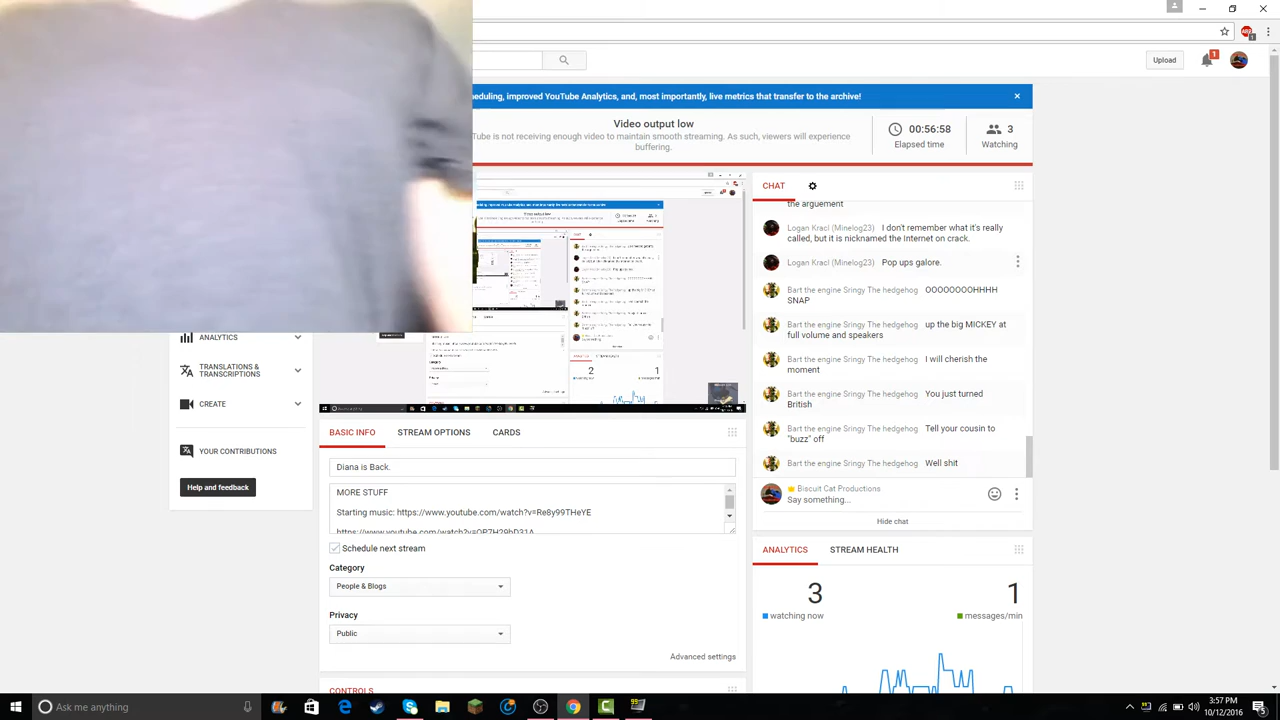 Upload
1
eduling, improved YouTube Analytics, and, most importantly, live metrics that transfer to the archive!
Video output low
Tube is not receiving enough video to maintain smooth streaming. As such, viewers will experience
buffering.
00:56:58
Elapsed time
3
Watching
CHAT
the arguement
Logan Kracl (Minelog23) I don't remember what it's really
called, but it is nicknamed the Internet on crack.
Logan Kracl (Minelog23) Pop ups galore.
Bart the engine Sringy The hedgehog OOOOOOOOHHHH
SNAP
Bart the engine Sringy The hedgehog up the big MICKEY at
full volume and speakers
Bart the engine Sringy The hedgehog I will cherish the
moment
Bart the engine Sringy The hedgehog You just turned
British
Bart the engine Sringy The hedgehog Tell your cousin to
"buzz" off
Bart the engine Sringy The hedgehog Well shit
Biscuit Cat Productions
Say something...
Hide chat
ANALYTICS
TRANSLATIONS &
TRANSCRIPTIONS
CREATE
YOUR CONTRIBUTIONS
Help and feedback
2
1
BASIC INFO
STREAM OPTIONS
CARDS
Diana is Back.
MORE STUFF
Starting music: https://www.youtube.com/watch?v=Re8y99THeYE
https://www.youtube.com/watch?v=OP7H29bD31A
Schedule next stream
Category
People & Blogs
Privacy
Public
Advanced settings
CONTROLS
ANALYTICS
STREAM HEALTH
3
watching now
1
messages/min
Ask me anything
3:57 PM
10/12/2016